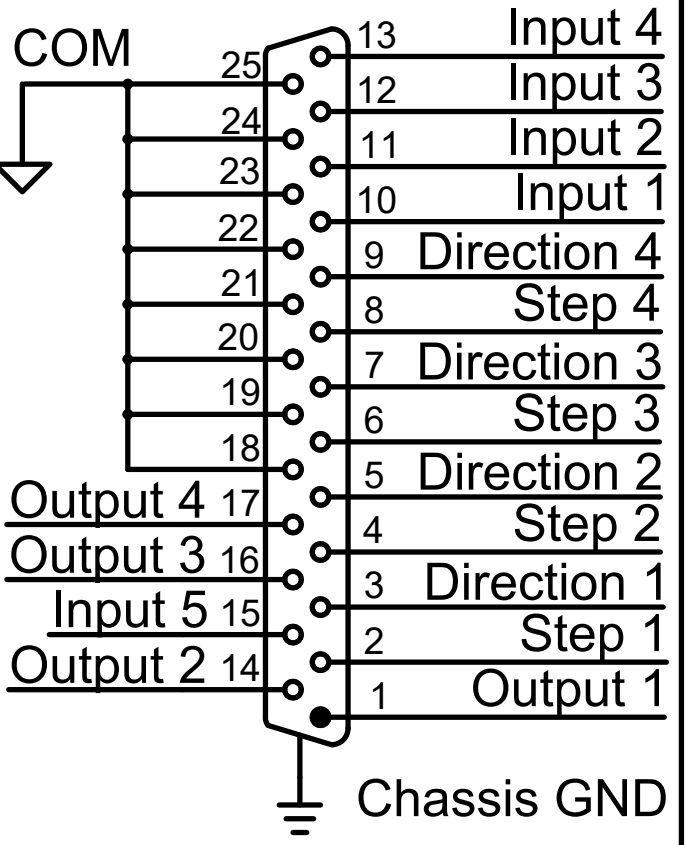 COM
25
24
23
22
21
20
19
18
Output 4 17
Output 3 16
Input 5 15
Output 2 14
13 Input 4
12 Input 3
11 Input 2
10 Input 1
9 Direction 4
8 Step 4
7 Direction 3
6 Step 3
5 Direction 2
4 Step 2
3 Direction 1
2 Step 1
1 Output 1
Chassis GND